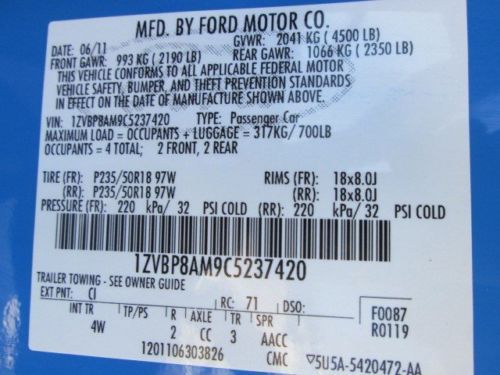 MFD. BY FORD MOTOR CO.
DATE: 06/11 GVWR: 2041 KG ( 4500 LB)
FRONT GAWR: 993 KG ( 2190 LB) REAR GAWR: 1066 KG ( 2350 LB)
THIS VEHICLE CONFORMS TO ALL APPLICABLE FEDERAL MOTOR
VEHICLE SAFETY, BUMPER, AND THEFT PREVENTION STANDARDS
IN EFFECT ON THE DATE OF MANUFACTURE SHOWN ABOVE.
VIN: 1ZVBP8AM9C5237420 TYPE: Passenger Car
MAXIMUM LOAD = OCCUPANTS + LUGGAGE = 317KG/ 700LB
OCCUPANTS = 4 TOTAL; 2 FRONT, 2 REAR
TIRE (FR): P235/50R18 97W RIMS (FR): 18x8.0J
(RR): P235/50R18 97W (RR): 18x8.0J
PRESSURE (FR): 220 kPa/ 32 PSI COLD (RR): 220 kPa/ 32 PSI COLD
1ZVBP8AM9C5237420
TRAILER TOWING - SEE OWNER GUIDE
EXT PNT: CI RC: 71 DSO: F0087
INT TR TP/PS R AXLE TR SPR R0119
4W 2 CC 3 AACC
1201106303826 CMC 5U5A-5420472-AA